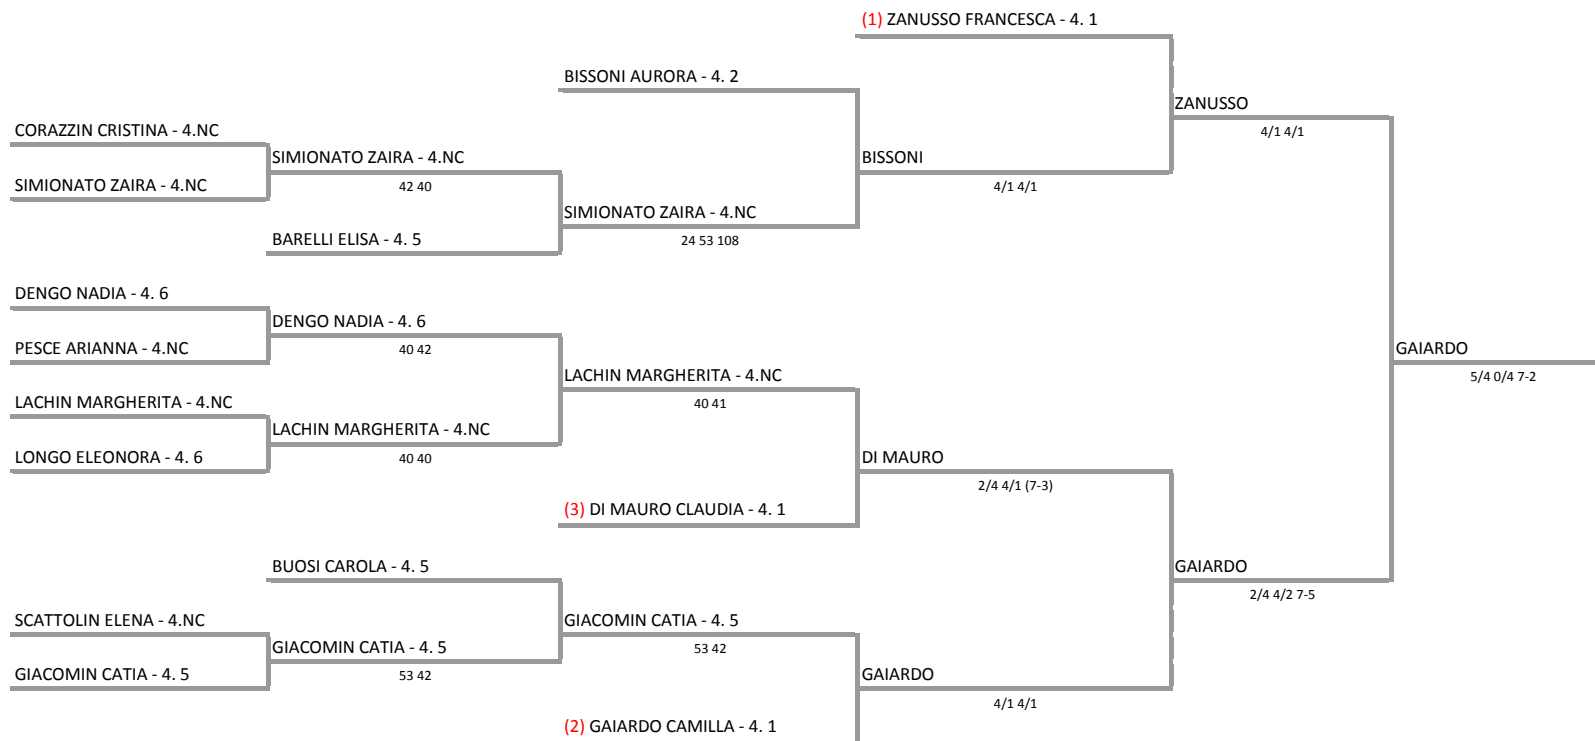 (1) ZANUSSO FRANCESCA - 4. 1
BISSONI AURORA - 4. 2
ZANUSSO
4/1 4/1
CORAZZIN CRISTINA - 4.NC
SIMIONATO ZAIRA - 4.NC
42 40
BISSONI
4/1 4/1
SIMIONATO ZAIRA - 4.NC
SIMIONATO ZAIRA - 4.NC
24 53 108
BARELLI ELISA - 4. 5
DENGO NADIA - 4. 6
DENGO NADIA - 4. 6
40 42
PESCE ARIANNA - 4.NC
GAIARDO
5/4 0/4 7-2
LACHIN MARGHERITA - 4.NC
40 41
LACHIN MARGHERITA - 4.NC
LACHIN MARGHERITA - 4.NC
40 40
LONGO ELEONORA - 4. 6
DI MAURO
2/4 4/1 (7-3)
(3) DI MAURO CLAUDIA - 4. 1
BUOSI CAROLA - 4. 5
GAIARDO
2/4 4/2 7-5
SCATTOLIN ELENA - 4.NC
GIACOMIN CATIA - 4. 5
53 42
GIACOMIN CATIA - 4. 5
53 42
GIACOMIN CATIA - 4. 5
GAIARDO
4/1 4/1
(2) GAIARDO CAMILLA - 4. 1